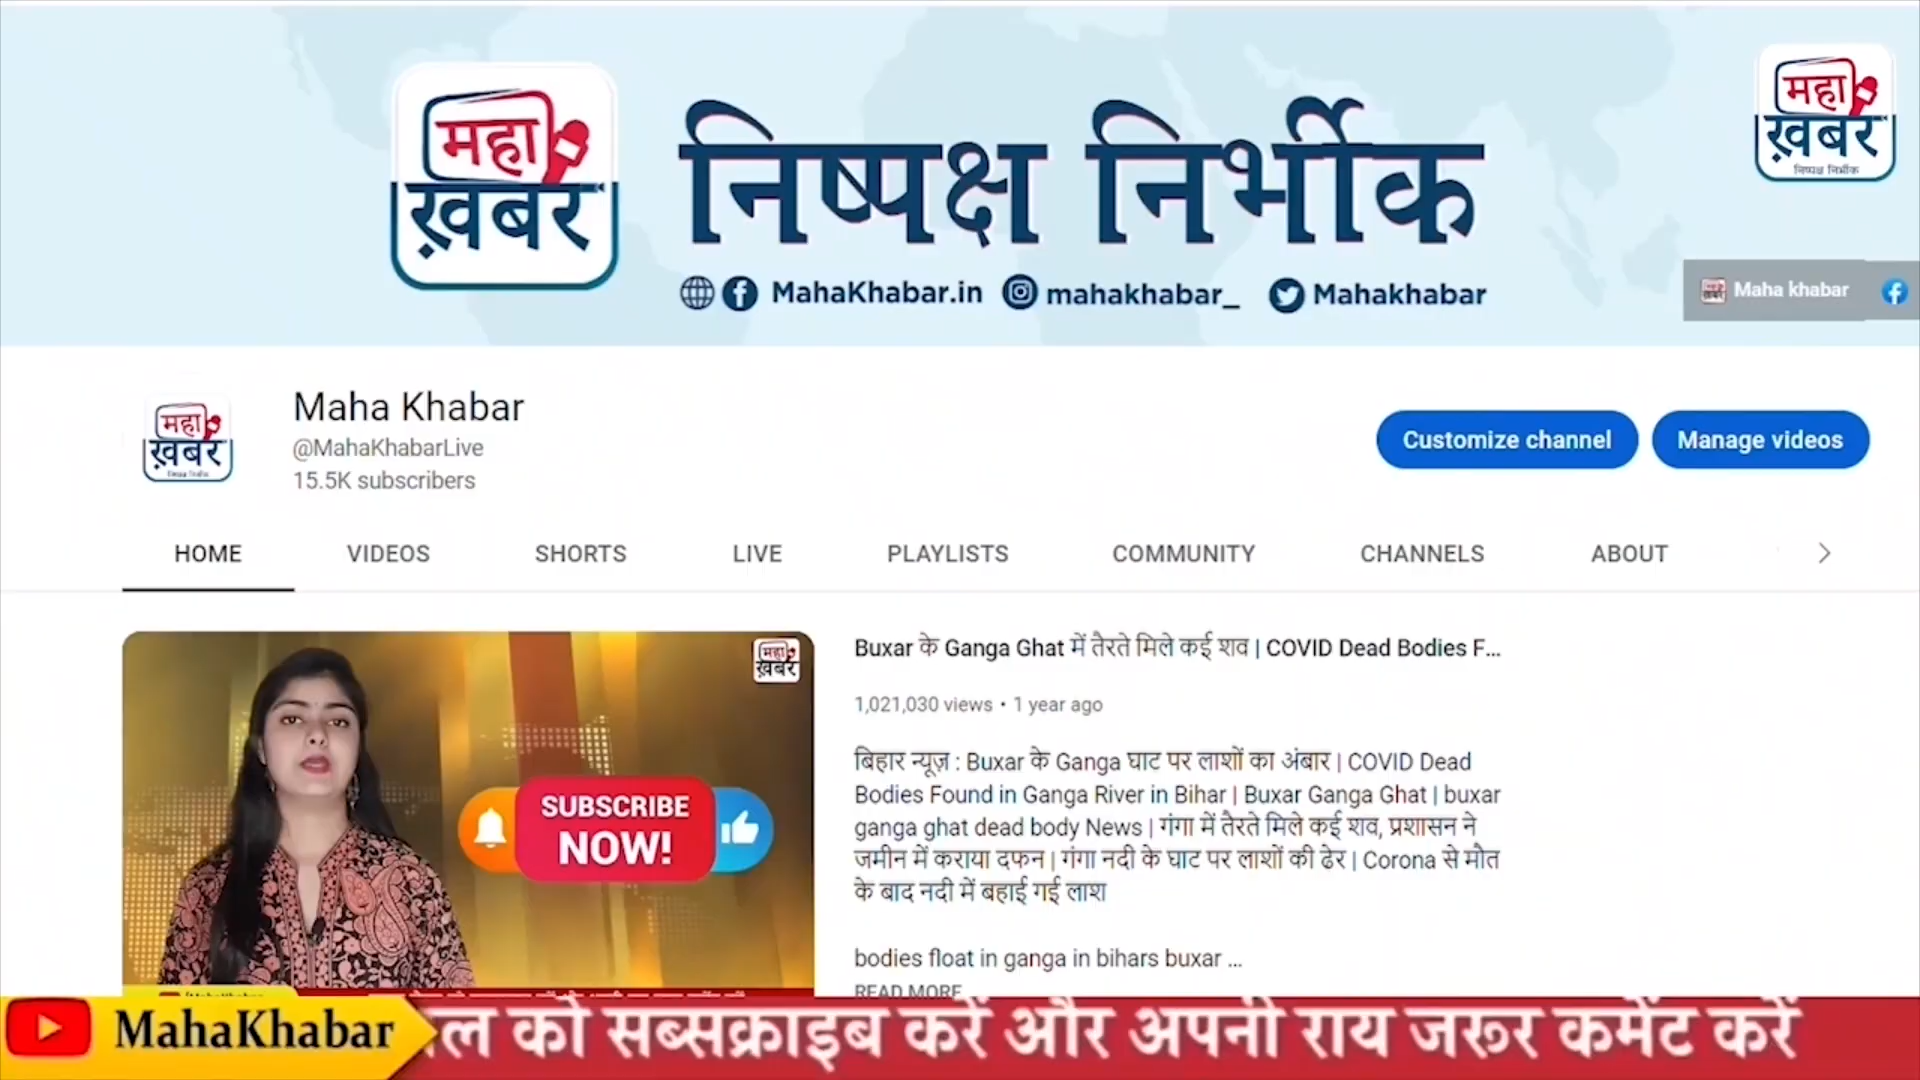 महा
ख़बर
निष्पक्ष निर्भीक
MahaKhabar.in mahakhabar_ Mahakhabar
महा
ख़बर
निष्पक्ष निर्भीक
Maha khabar
महा
ख़बर
Maha Khabar
@MahaKhabarLive
15.5K subscribers
Customize channel Manage videos
HOME VIDEOS SHORTS LIVE PLAYLISTS COMMUNITY CHANNELS ABOUT
महा
ख़बर
SUBSCRIBE
NOW!
Buxar के Ganga Ghat में तैरते मिले कई शव | COVID Dead Bodies F...
1,021,030 views • 1 year ago
बिहार न्यूज़ : Buxar के Ganga घाट पर लाशों का अंबार | COVID Dead
Bodies Found in Ganga River in Bihar | Buxar Ganga Ghat | buxar
ganga ghat dead body News | गंगा में तैरते मिले कई शव, प्रशासन ने
जमीन में कराया दफन | गंगा नदी के घाट पर लाशों की ढेर | Corona से मौत
के बाद नदी में बहाई गई लाश
bodies float in ganga in bihars buxar ...
READ MORE
MahaKhabar ल को सब्सक्राइब करें और अपनी राय जरूर कमेंट करें